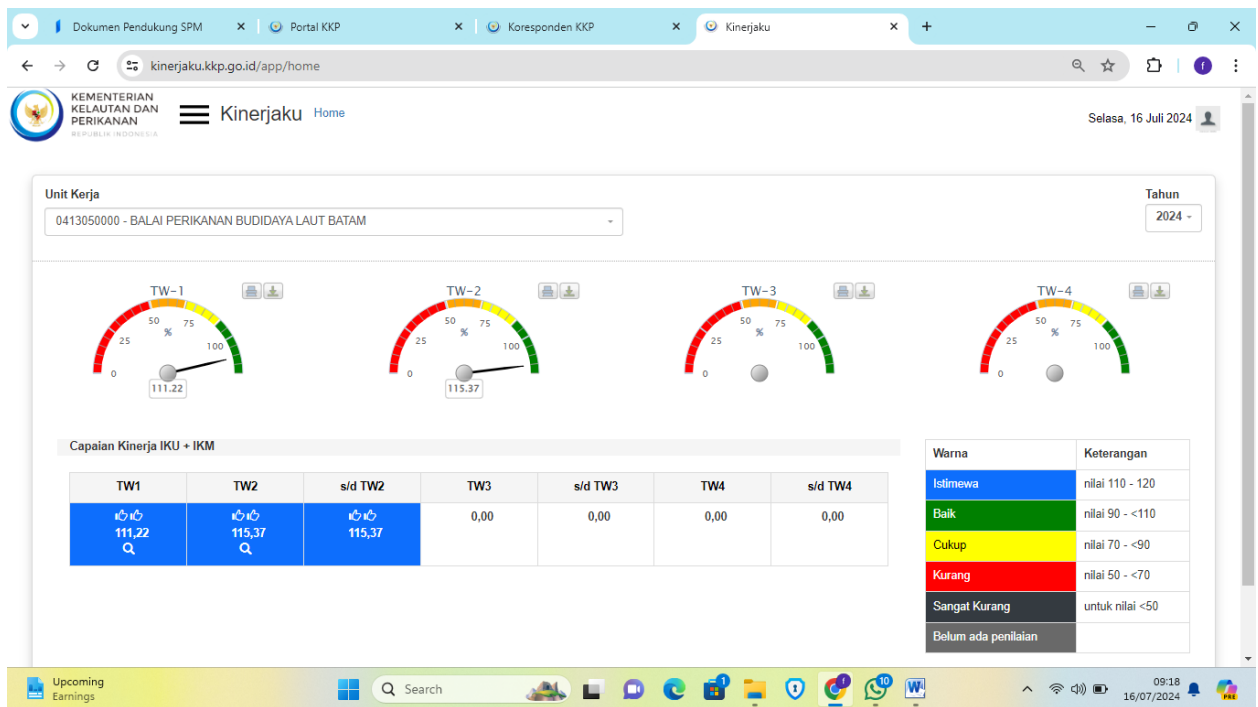 Dokumen Pendukung SPM
Portal KKP
Koresponden KKP
Kinerjaku
kinerjaku.kkp.go.id/app/home
f
KEMENTERIAN
KELAUTAN DAN
PERIKANAN
REPUBLIK INDONESIA
Kinerjaku Home
Selasa, 16 Juli 2024
Unit Kerja
Tahun
0413050000 - BALAI PERIKANAN BUDIDAYA LAUT BATAM
2024
TW-1
0 25 50 75 100
%
111.22
TW-2
0 25 50 75 100
%
115.37
TW-3
0 25 50 75 100
%
TW-4
0 25 50 75 100
%
Capaian Kinerja IKU + IKM
TW1 TW2 s/d TW2 TW3 s/d TW3 TW4 s/d TW4
111,22 115,37 115,37 0,00 0,00 0,00 0,00
Warna Keterangan
Istimewa nilai 110 - 120
Baik nilai 90 - <110
Cukup nilai 70 - <90
Kurang nilai 50 - <70
Sangat Kurang untuk nilai <50
Belum ada penilaian
Upcoming
Earnings
Search
1
f
10
W
09:18
16/07/2024
PRE